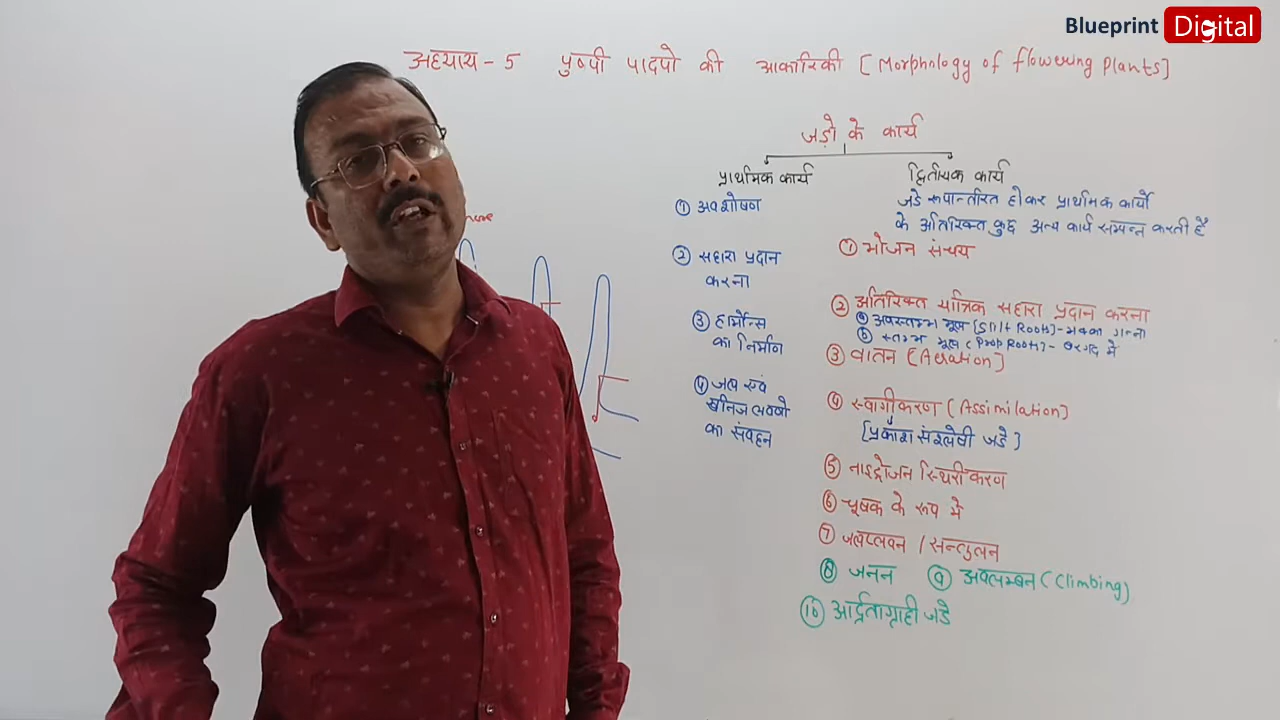 Blueprint Digital
अध्याय - 5 पुष्पी पादपो की आकारिकी [Morphology of flowering Plants]
जड़ो के कार्य
प्राथमिक कार्य
① अवशोषण
② सहारा प्रदान
करना
③ हार्मोन्स
का निर्माण
④ जल एवं
खनिज लवणो
का संवहन
द्वितीयक कार्य
जडे रूपान्तरित होकर प्राथमिक कार्यो
के अतिरिक्त कुछ अन्य कार्य सम्पन्न करती है
① भोजन संचय
② अतिरिक्त यांत्रिक सहारा प्रदान करना
ⓐ अवस्तम्भ मूल (Stilt Roots) - मक्का गन्ना
ⓑ स्तम्भ मूल (Prop Roots) - बरगद में
③ वातन (Aeration)
④ स्वागीकरण (Assimilation)
[प्रकाश संश्लेषी जडे]
⑤ नाइट्रोजन स्थिरीकरण
⑥ चूषक के रूप मे
⑦ जलप्लवन / सन्तुलन
⑧ जनन ⑨ अवलम्बन (Climbing)
⑩ आर्द्रताग्राही जडे